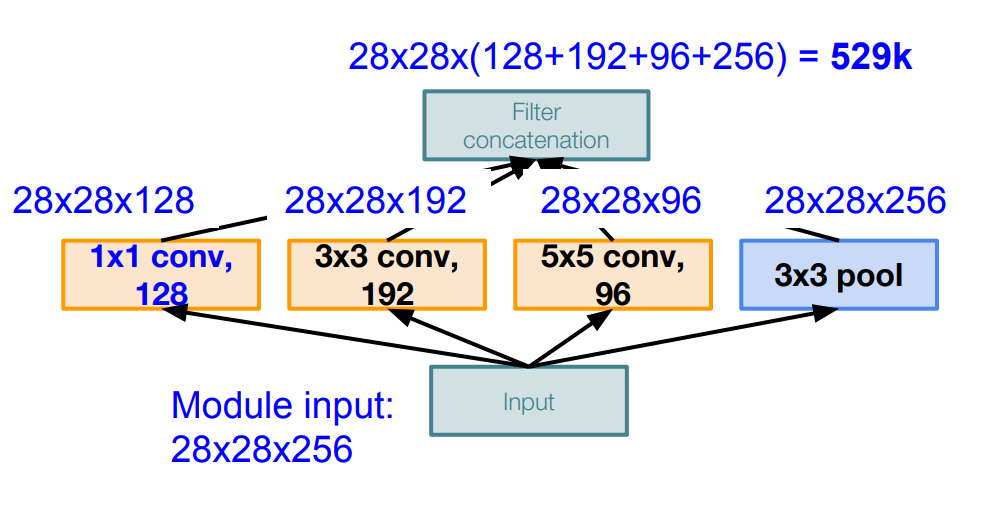 28x28x(128+192+96+256) = 529k
Filter
concatenation
28x28x128
28x28x192
28x28x96
28x28x256
1x1 conv,
128
3x3 conv,
192
5x5 conv,
96
3x3 pool
Input
Module input:
28x28x256